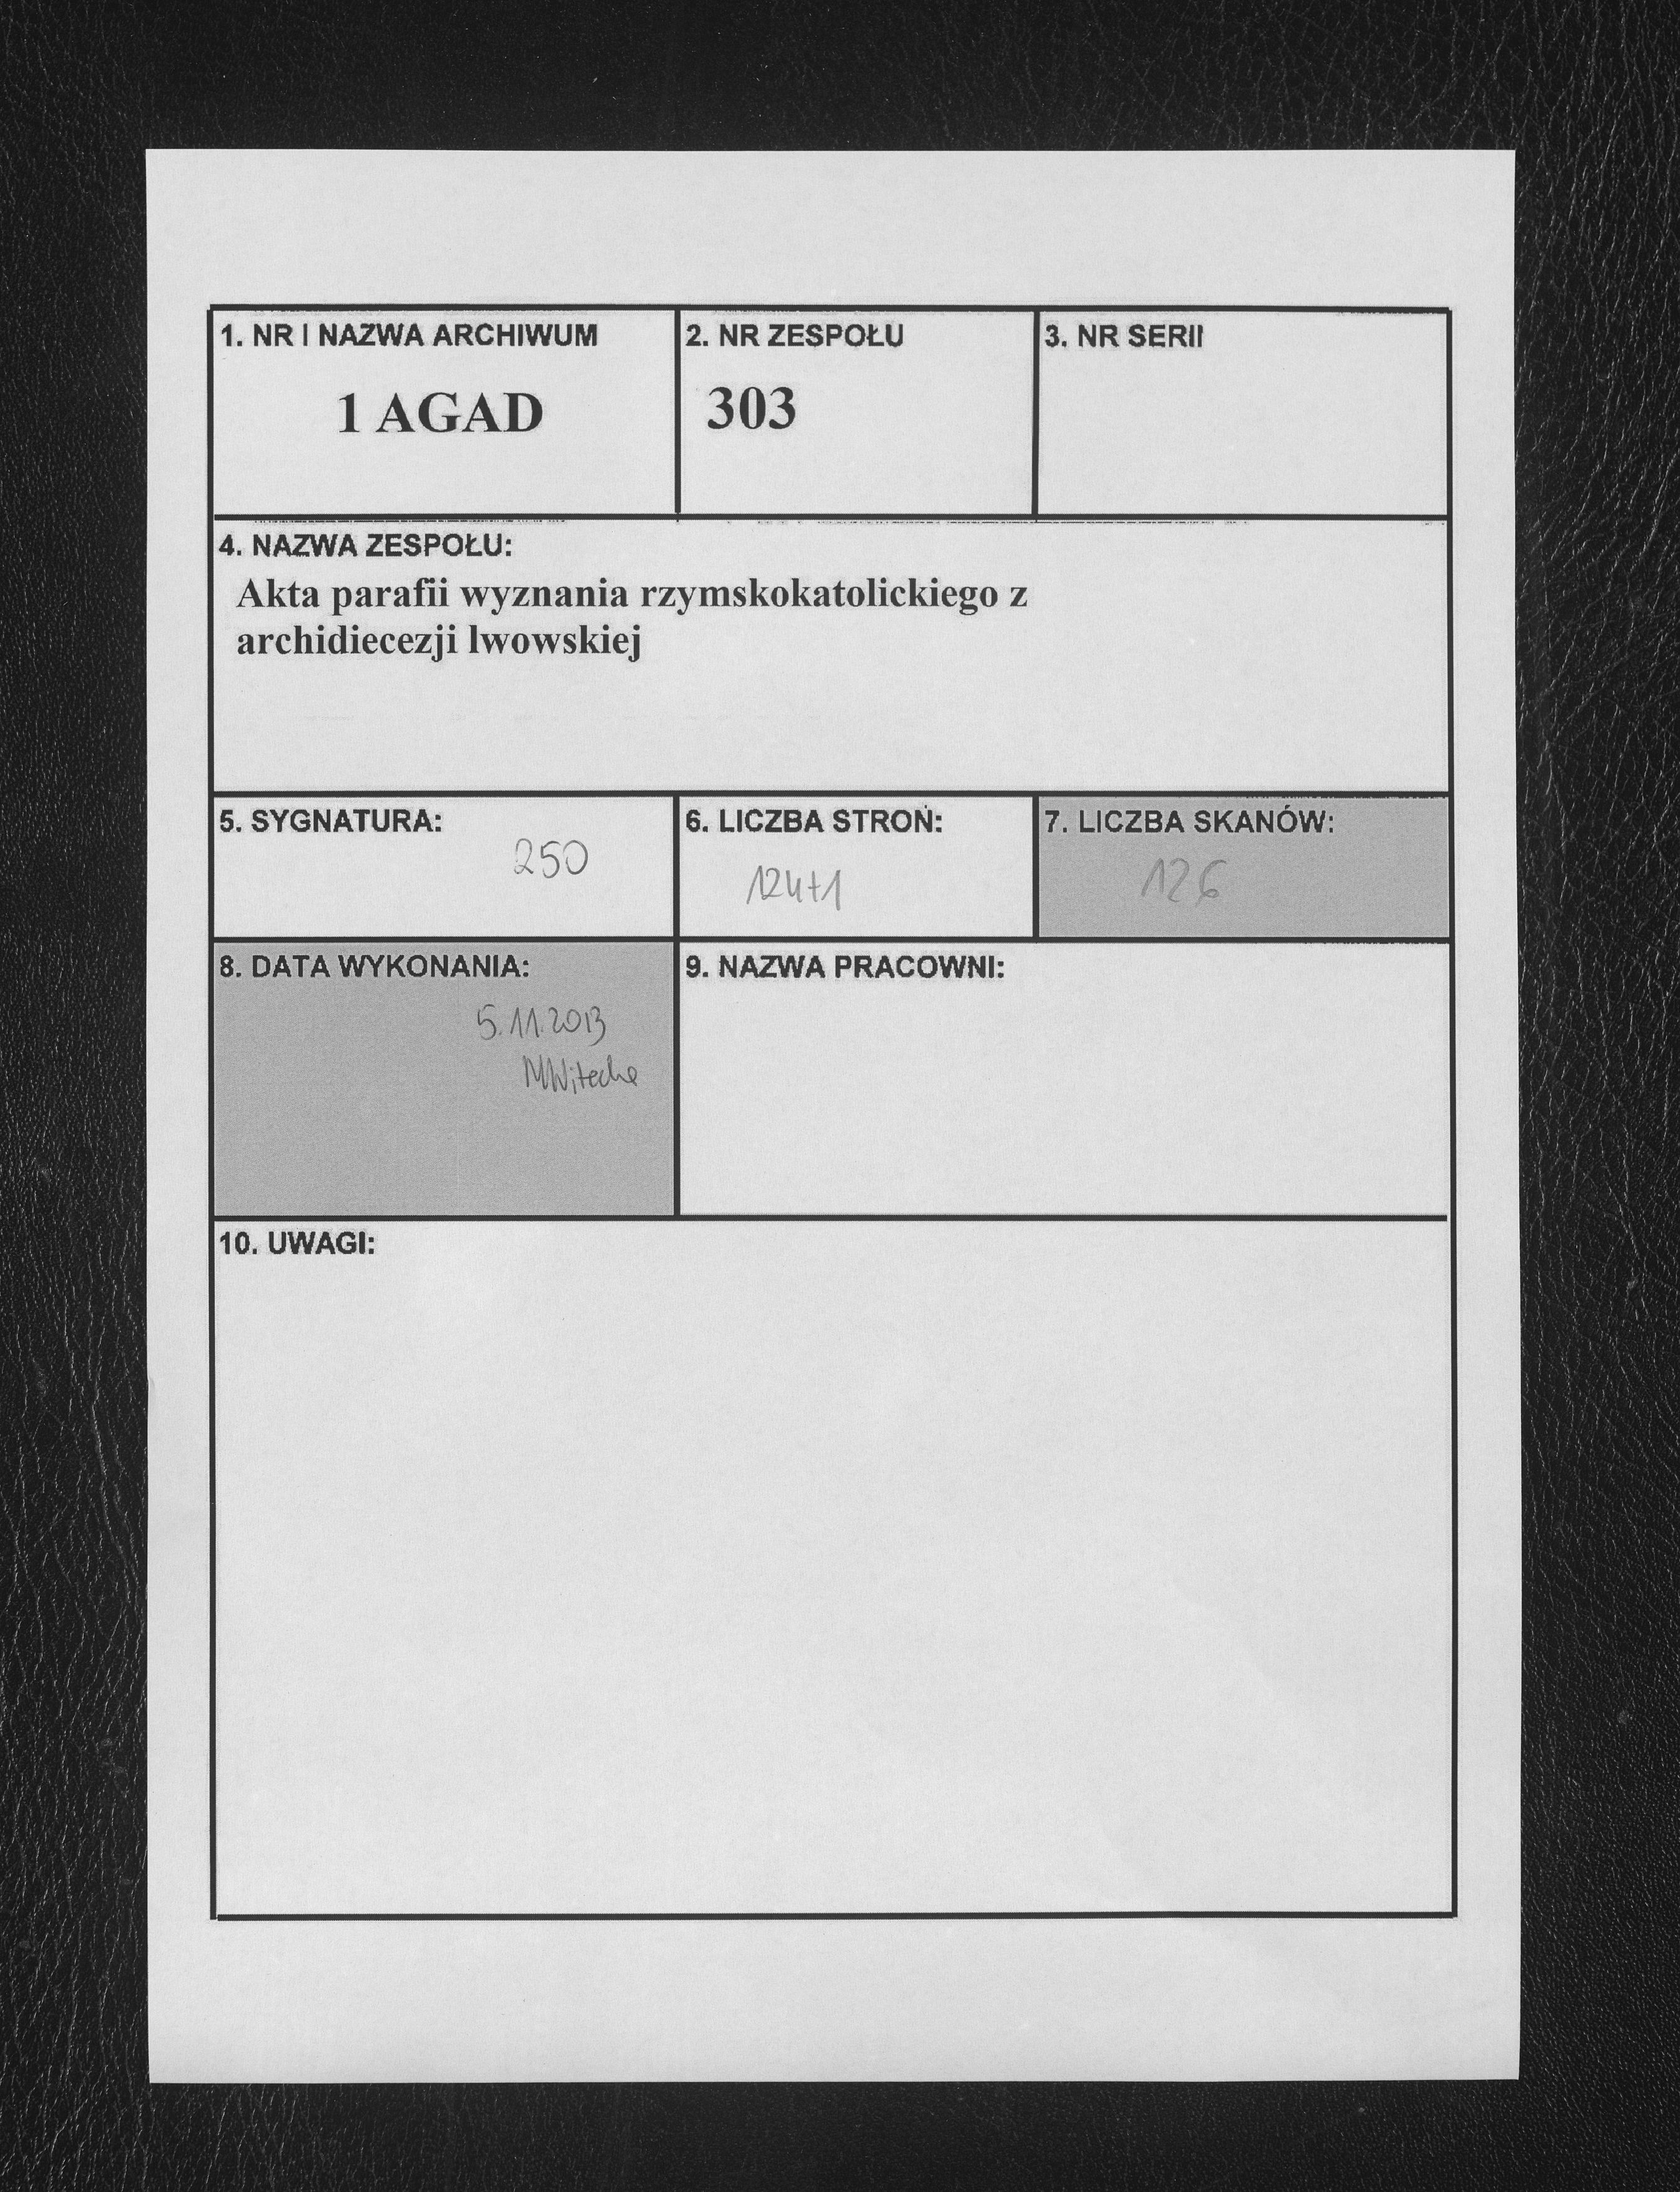 1. NR I NAZWA ARCHIWUM
1 AGAD
2. NR ZESPOŁU
303
3. NR SERII
4. NAZWA ZESPOŁU:
Akta parafii wyznania rzymskokatolickiego z
archidiecezji lwowskiej
5. SYGNATURA:
250
6. LICZBA STRON:
124+1
7. LICZBA SKANÓW:
126
8. DATA WYKONANIA:
5.11.2013
9. NAZWA PRACOWNI:
10. UWAGI: